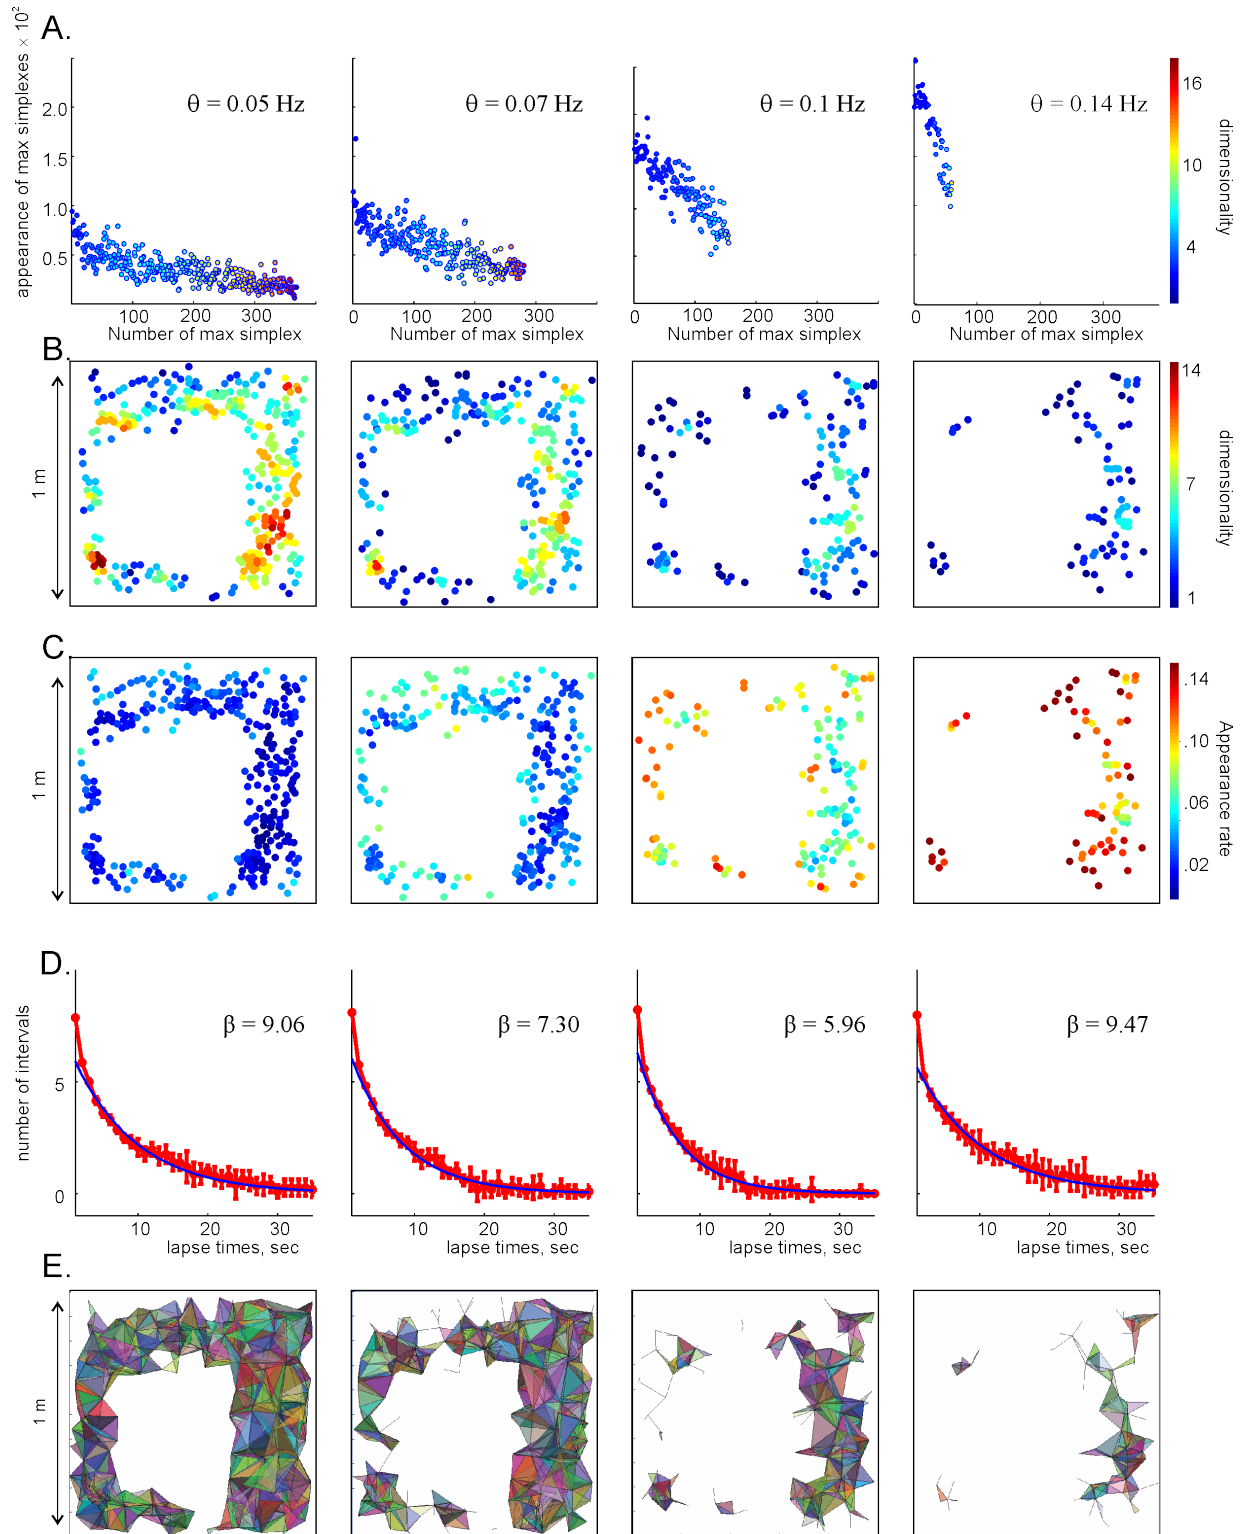 A.
appearance of max simplexes × 10²
2.0
1.5
1.0
0.5
θ = 0.05 Hz
θ = 0.07 Hz
θ = 0.1 Hz
θ = 0.14 Hz
16
10
4
dimensionality
100 200 300
100 200 300
0 100 200 300
0 100 200 300
Number of max simplex
Number of max simplex
Number of max simplex
Number of max simplex
B.
1 m
14
7
1
dimensionality
C.
1 m
.14
.10
.06
.02
Appearance rate
D.
number of intervals
5
0
β = 9.06
β = 7.30
β = 5.96
β = 9.47
10 20 30
10 20 30
10 20 30
10 20 30
lapse times, sec
lapse times, sec
lapse times, sec
lapse times, sec
E.
1 m